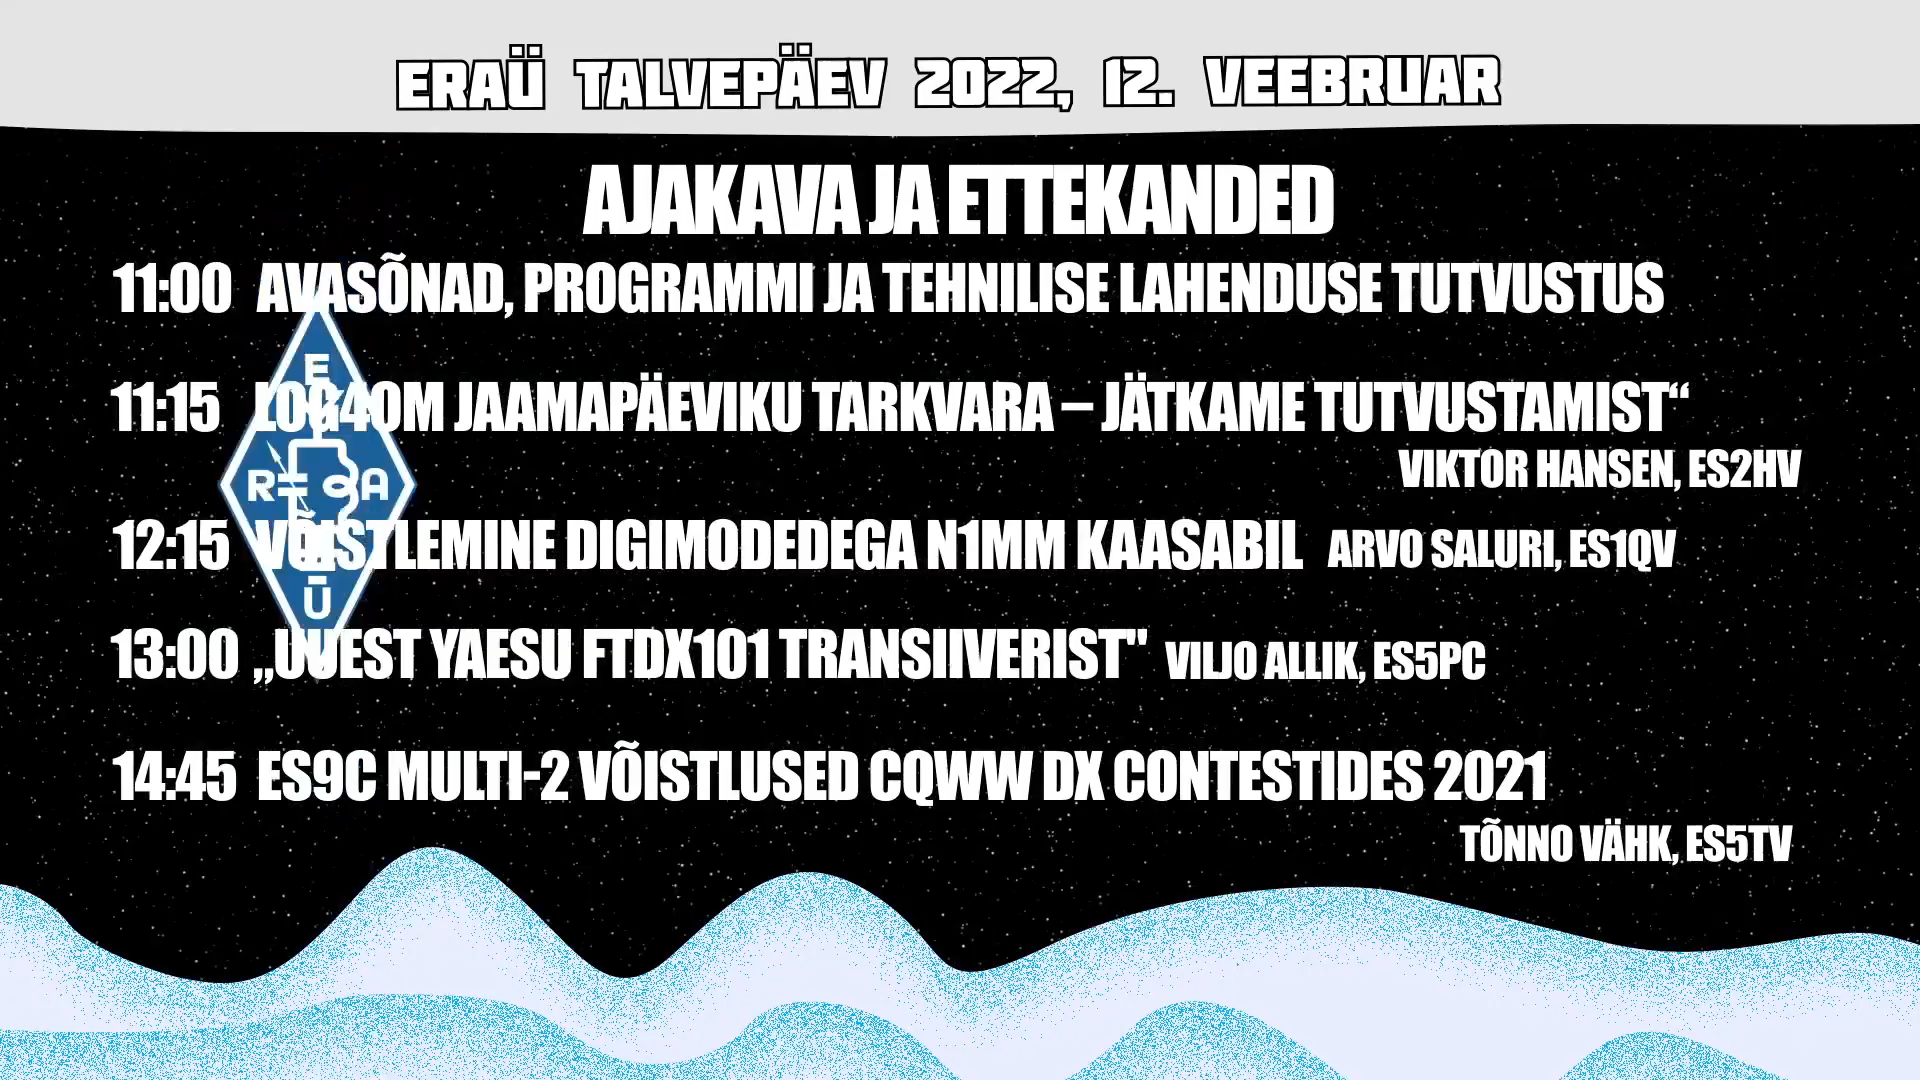 ERAÜ TALVEPÄEV 2022, 12. VEEBRUAR
AJAKAVA JA ETTEKANDED
11:00 AVASÕNAD, PROGRAMMI JA TEHNILISE LAHENDUSE TUTVUSTUS
11:15 LOG4OM JAAMAPÄEVIKU TARKVARA – JÄTKAME TUTVUSTAMIST“
VIKTOR HANSEN, ES2HV
12:15 VÕISTLEMINE DIGIMODEDEGA N1MM KAASABIL ARVO SALURI, ES1QV
13:00 „UUEST YAESU FTDX101 TRANSIIVERIST" VILJO ALLIK, ES5PC
14:45 ES9C MULTI-2 VÕISTLUSED CQWW DX CONTESTIDES 2021
TÕNNO VÄHK, ES5TV
E
R A
Ü